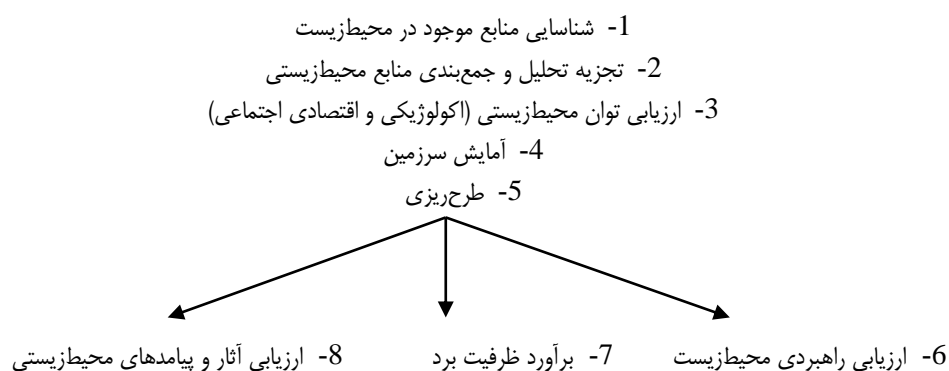 1- شناسایی منابع موجود در محیط‌زیست
2- تجزیه تحلیل و جمع‌بندی منابع محیط‌زیستی
3- ارزیابی توان محیط‌زیستی (اکولوژیکی و اقتصادی اجتماعی)
4- آمایش سرزمین
5- طرح‌ریزی
6- ارزیابی راهبردی محیط‌زیست 7- برآورد ظرفیت برد 8- ارزیابی آثار و پیامدهای محیط‌زیستی